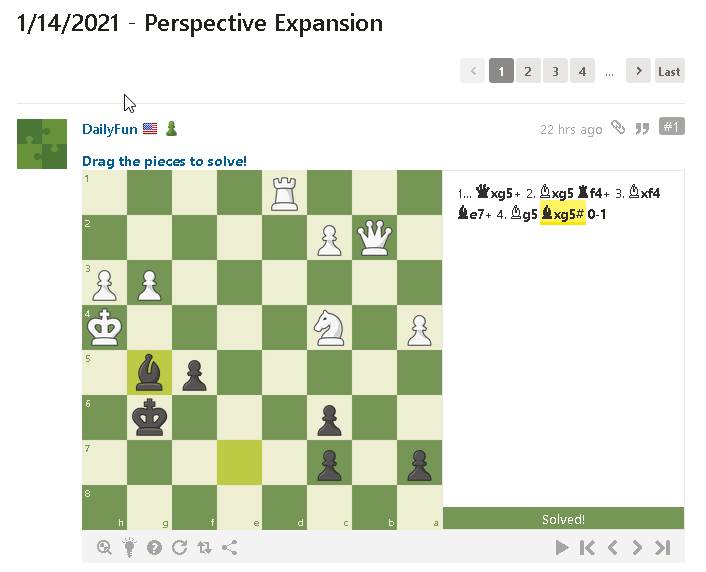 1/14/2021 - Perspective Expansion
1 2 3 4 ... Last
DailyFun 22 hrs ago #1
Drag the pieces to solve!
1... xg5+ 2. xg5 f4+ 3. xf4
e7+ 4. g5 xg5# 0-1
1
2
3
4
5
6
7
8
h g f e d c b a
Solved!